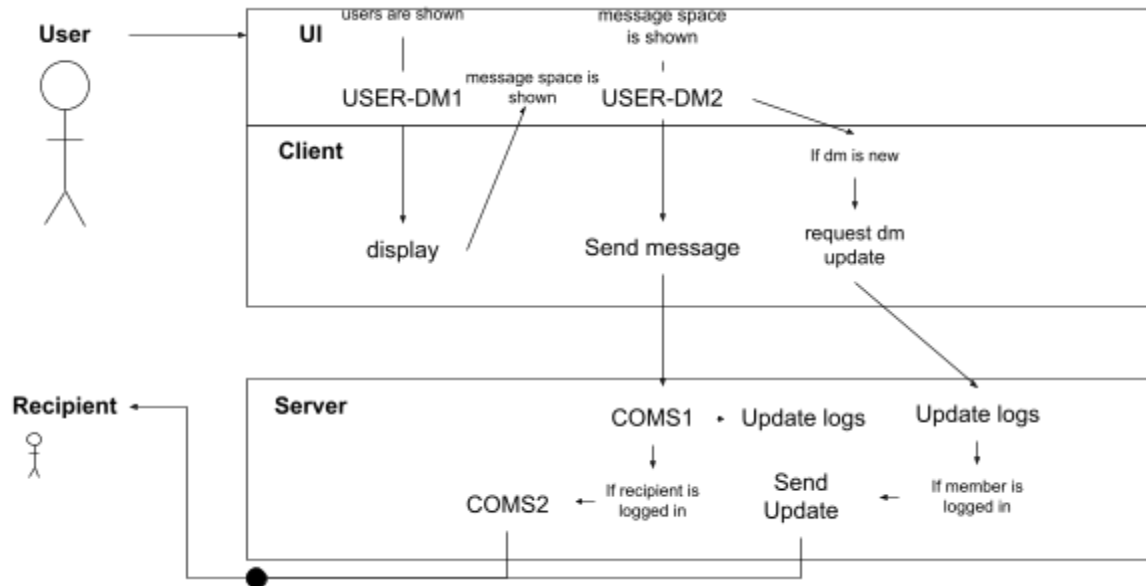 users are shown
message space
is shown
User
UI
message space is
shown
USER-DM1
USER-DM2
Client
If dm is new
display
Send message
request dm
update
Recipient
Server
COMS1
Update logs
Update logs
COMS2
If recipient is
logged in
Send
Update
If member is
logged in